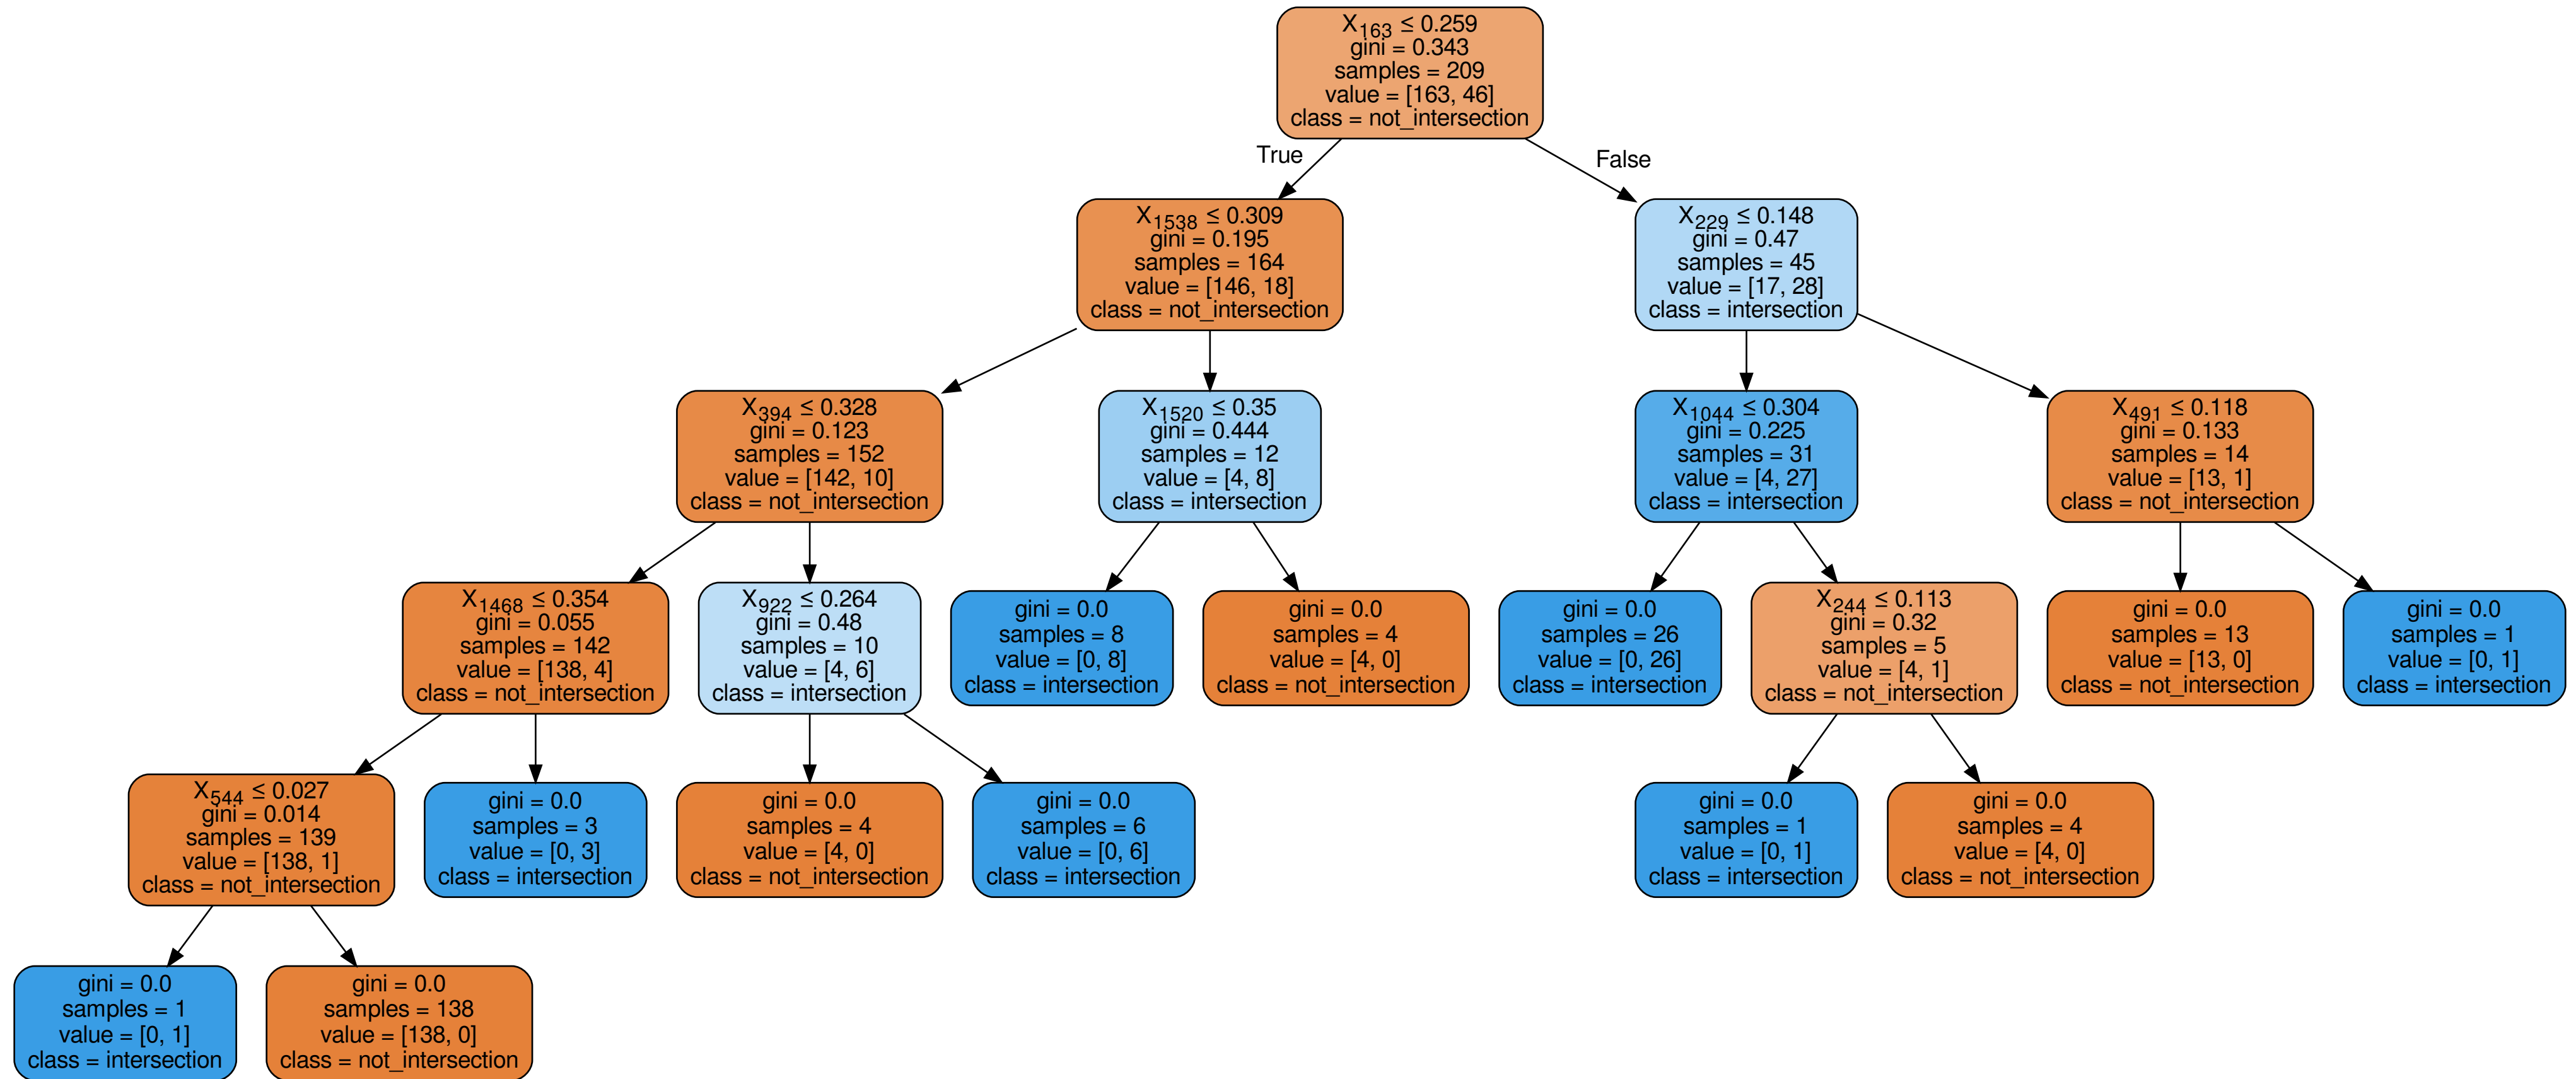 X163 ≤ 0.259
gini = 0.343
samples = 209
value = [163, 46]
class = not_intersection
True
False
X1538 ≤ 0.309
gini = 0.195
samples = 164
value = [146, 18]
class = not_intersection
X229 ≤ 0.148
gini = 0.47
samples = 45
value = [17, 28]
class = intersection
X394 ≤ 0.328
gini = 0.123
samples = 152
value = [142, 10]
class = not_intersection
X1520 ≤ 0.35
gini = 0.444
samples = 12
value = [4, 8]
class = intersection
X1044 ≤ 0.304
gini = 0.225
samples = 31
value = [4, 27]
class = intersection
X491 ≤ 0.118
gini = 0.133
samples = 14
value = [13, 1]
class = not_intersection
X1468 ≤ 0.354
gini = 0.055
samples = 142
value = [138, 4]
class = not_intersection
X922 ≤ 0.264
gini = 0.48
samples = 10
value = [4, 6]
class = intersection
gini = 0.0
samples = 8
value = [0, 8]
class = intersection
gini = 0.0
samples = 4
value = [4, 0]
class = not_intersection
gini = 0.0
samples = 26
value = [0, 26]
class = intersection
X244 ≤ 0.113
gini = 0.32
samples = 5
value = [4, 1]
class = not_intersection
gini = 0.0
samples = 13
value = [13, 0]
class = not_intersection
gini = 0.0
samples = 1
value = [0, 1]
class = intersection
X544 ≤ 0.027
gini = 0.014
samples = 139
value = [138, 1]
class = not_intersection
gini = 0.0
samples = 3
value = [0, 3]
class = intersection
gini = 0.0
samples = 4
value = [4, 0]
class = not_intersection
gini = 0.0
samples = 6
value = [0, 6]
class = intersection
gini = 0.0
samples = 1
value = [0, 1]
class = intersection
gini = 0.0
samples = 4
value = [4, 0]
class = not_intersection
gini = 0.0
samples = 1
value = [0, 1]
class = intersection
gini = 0.0
samples = 138
value = [138, 0]
class = not_intersection